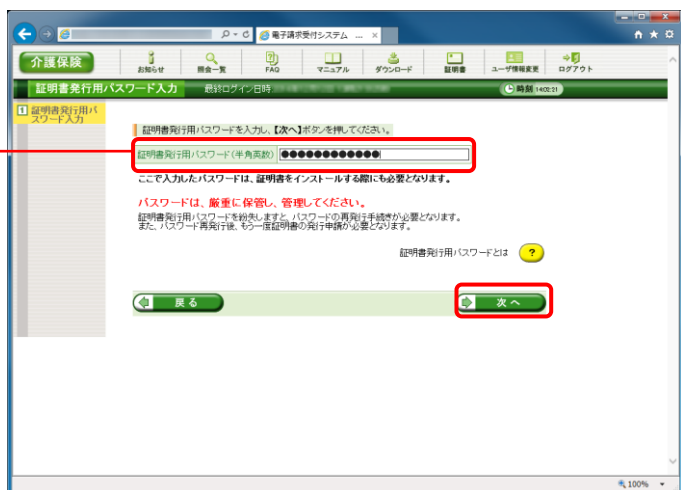 電子請求受付システム ...
介護保険
お知らせ
照会一覧
FAQ
マニュアル
ダウンロード
証明書
ユーザ情報変更
ログアウト
証明書発行用パスワード入力
最終ログイン日時
時刻 14:08:21
1 証明書発行用パ
スワード入力
証明書発行用パスワードを入力し、【次へ】ボタンを押してください。
証明書発行用パスワード(半角英数) ●●●●●●●●●●●●
ここで入力したパスワードは、証明書をインストールする際にも必要となります。
パスワードは、厳重に保管し、管理してください。
証明書発行用パスワードを紛失しますと、パスワードの再発行手続きが必要となります。
また、パスワード再発行後、もう一度証明書の発行申請が必要となります。
証明書発行用パスワードとは ?
戻る
次へ
100%